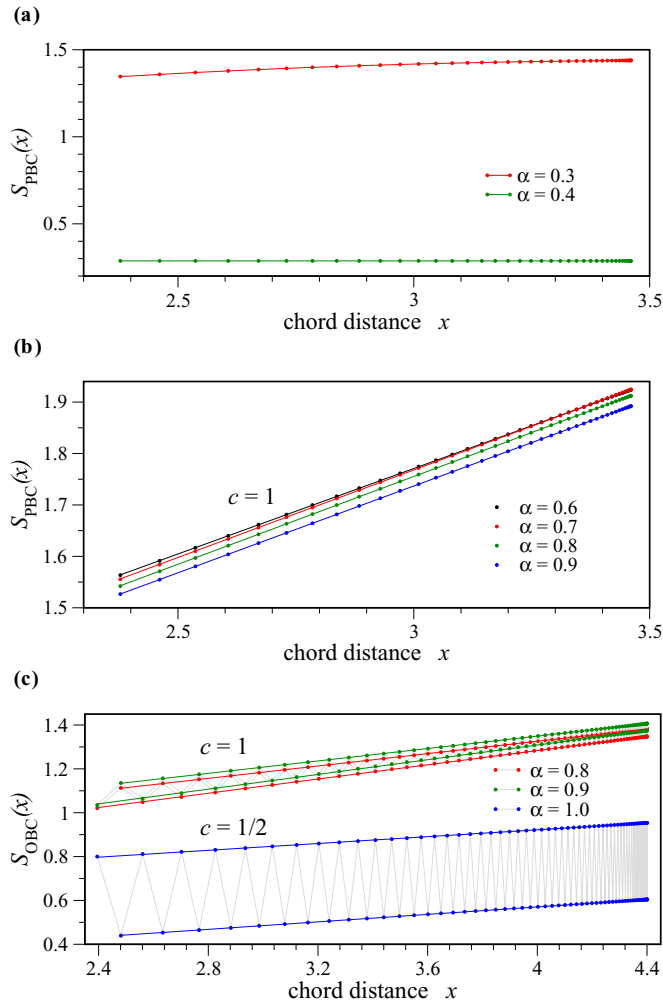 (a)
1.5
1
0.5
S_PBC(x)
α = 0.3
α = 0.4
2.5 3 3.5
chord distance x
(b)
1.9
1.8
1.7
1.6
1.5
S_PBC(x)
c = 1
α = 0.6
α = 0.7
α = 0.8
α = 0.9
2.5 3 3.5
chord distance x
(c)
1.4
1.2
1
0.8
0.6
0.4
S_OBC(x)
c = 1
c = 1/2
α = 0.8
α = 0.9
α = 1.0
2.4 2.8 3.2 3.6 4 4.4
chord distance x